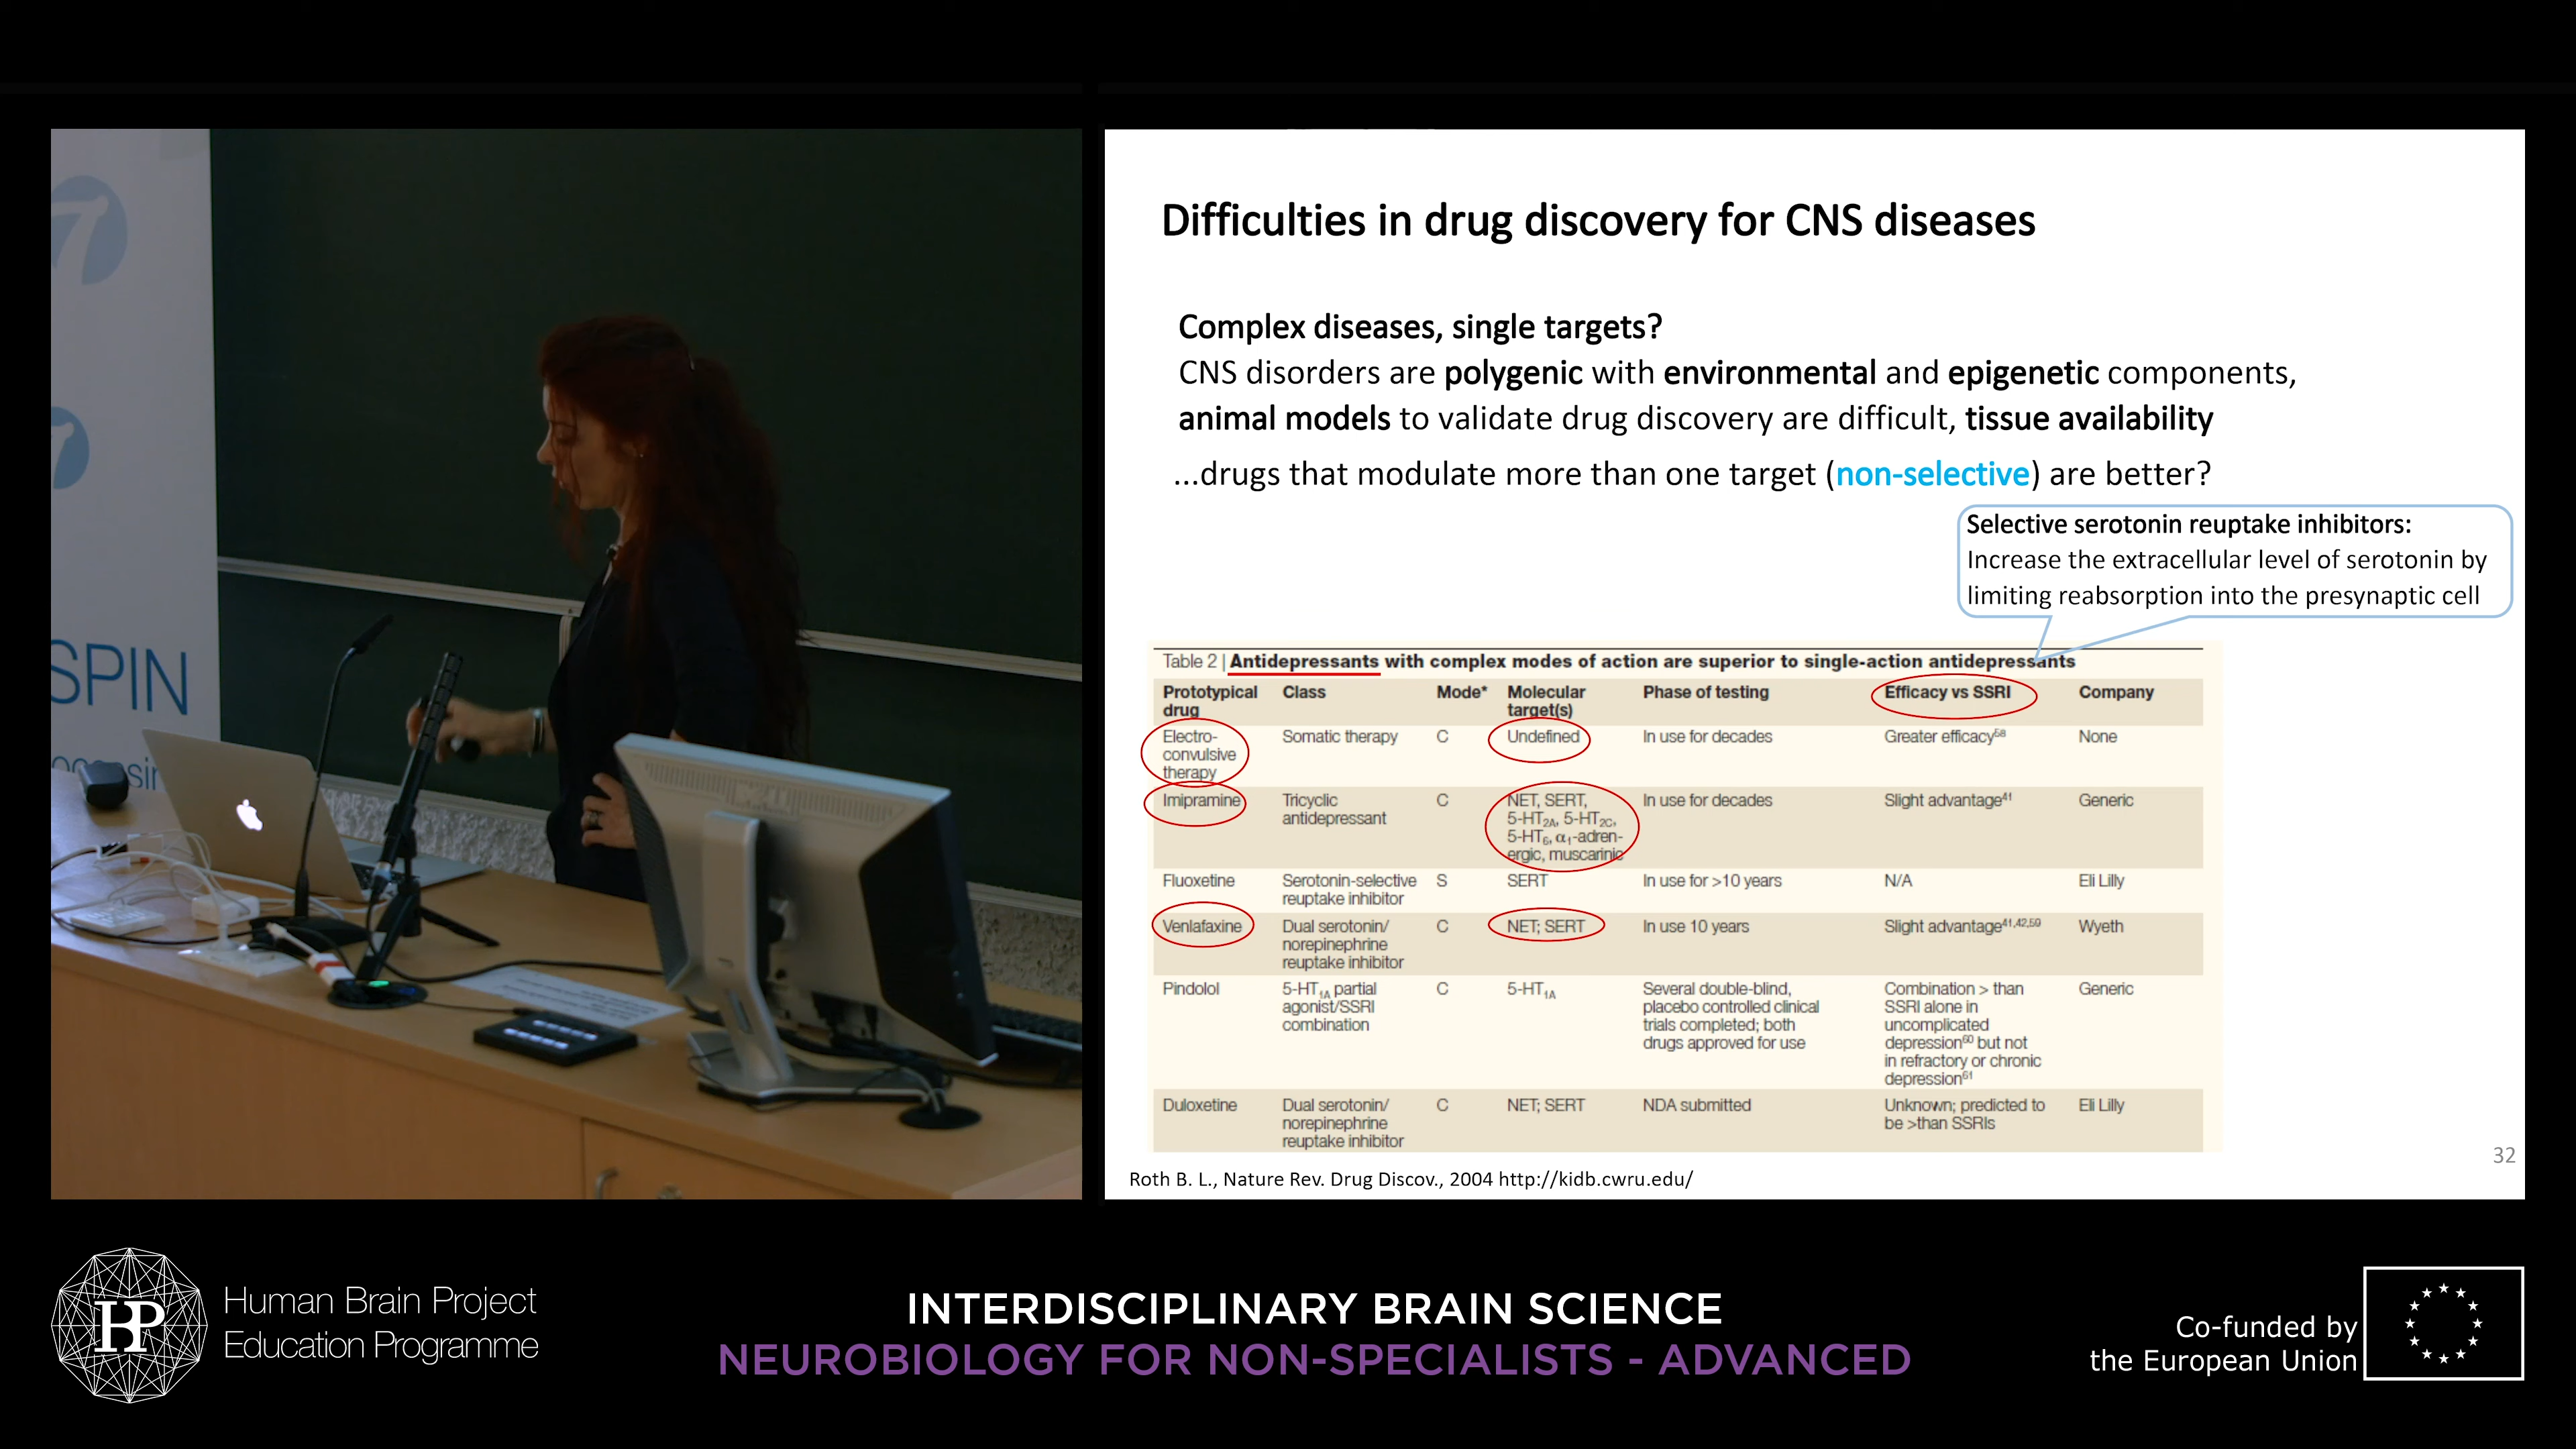 SPIN
Difficulties in drug discovery for CNS diseases
Complex diseases, single targets?
CNS disorders are polygenic with environmental and epigenetic components,
animal models to validate drug discovery are difficult, tissue availability
...drugs that modulate more than one target (non-selective) are better?
Selective serotonin reuptake inhibitors:
Increase the extracellular level of serotonin by
limiting reabsorption into the presynaptic cell
Table 2 | Antidepressants with complex modes of action are superior to single-action antidepressants
Prototypical drug Class Mode* Molecular target(s) Phase of testing Efficacy vs SSRI Company
Electro-convulsive therapy Somatic therapy C Undefined In use for decades Greater efficacy58 None
Imipramine Tricyclic antidepressant C NET, SERT, 5-HT2A, 5-HT2C, 5-HT6, α1-adren-ergic, muscarinic In use for decades Slight advantage41 Generic
Fluoxetine Serotonin-selective reuptake inhibitor S SERT In use for >10 years N/A Eli Lilly
Venlafaxine Dual serotonin/ norepinephrine reuptake inhibitor C NET; SERT In use 10 years Slight advantage41,42,59 Wyeth
Pindolol 5-HT1A partial agonist/SSRI combination C 5-HT1A Several double-blind, placebo controlled clinical trials completed; both drugs approved for use Combination > than SSRI alone in uncomplicated depression60 but not in refractory or chronic depression61 Generic
Duloxetine Dual serotonin/ norepinephrine reuptake inhibitor C NET; SERT NDA submitted Unknown; predicted to be >than SSRIs Eli Lilly
32
Roth B. L., Nature Rev. Drug Discov., 2004 http://kidb.cwru.edu/
HBP
Human Brain Project
Education Programme
INTERDISCIPLINARY BRAIN SCIENCE
NEUROBIOLOGY FOR NON-SPECIALISTS - ADVANCED
Co-funded by
the European Union